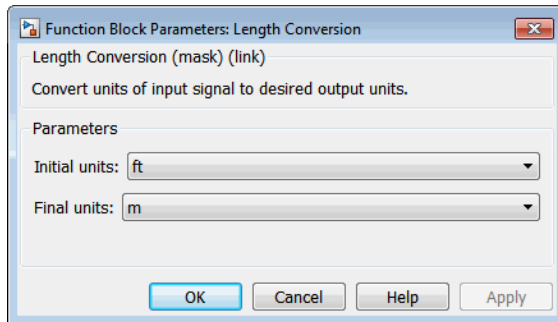 Function Block Parameters: Length Conversion
Length Conversion (mask) (link)
Convert units of input signal to desired output units.
Parameters
Initial units: ft
Final units: m
OK Cancel Help Apply